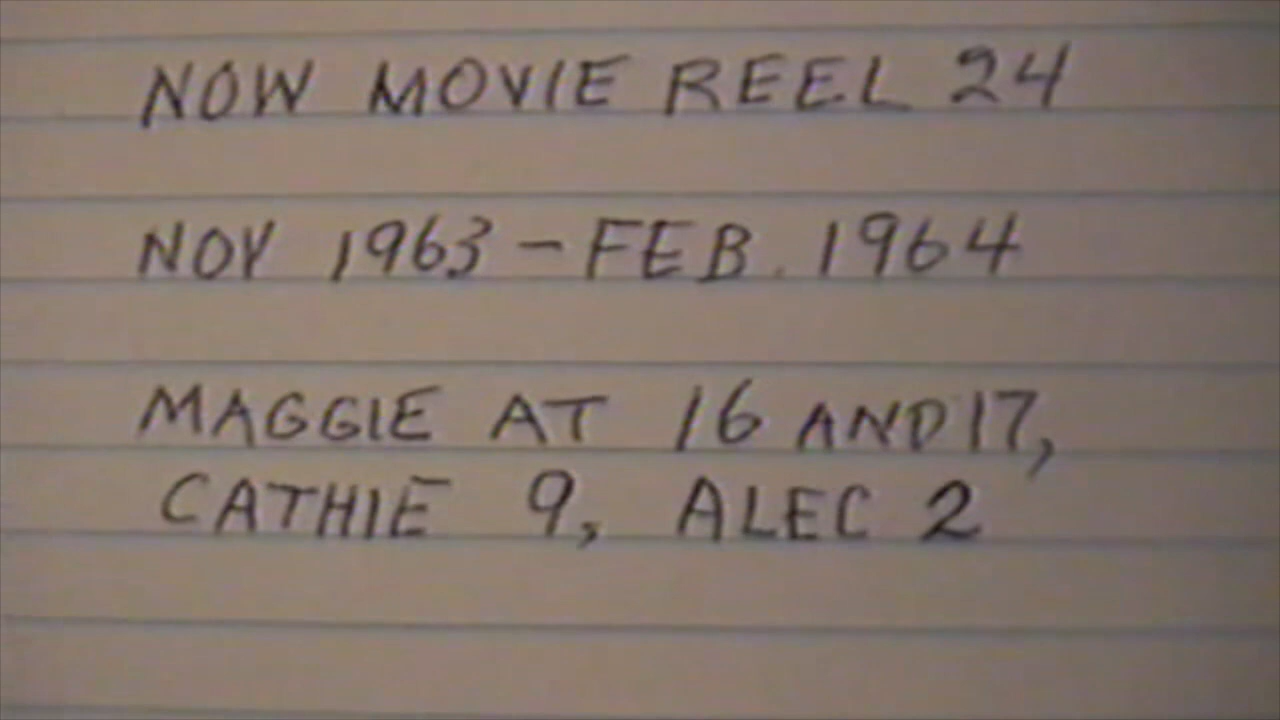 NOW MOVIE REEL 24
NOV 1963 - FEB. 1964
MAGGIE AT 16 AND 17,
CATHIE 9, ALEC 2